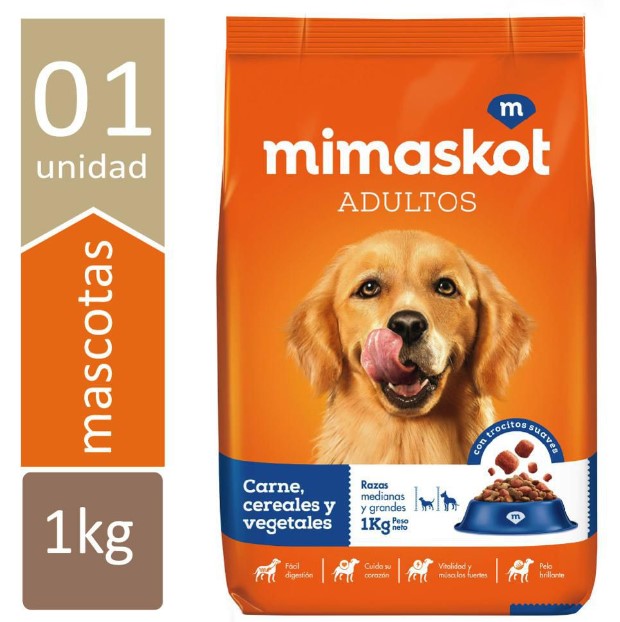 01
unidad
mascotas
1kg
m
mimaskot
ADULTOS
con trocitos suaves
Carne,
cereales y
vegetales
Razas
medianas
y grandes
1Kg Peso
neto
m
Fácil
digestión
Cuida su
corazón
Vitalidad y
músculos fuertes
Pelo
brillante